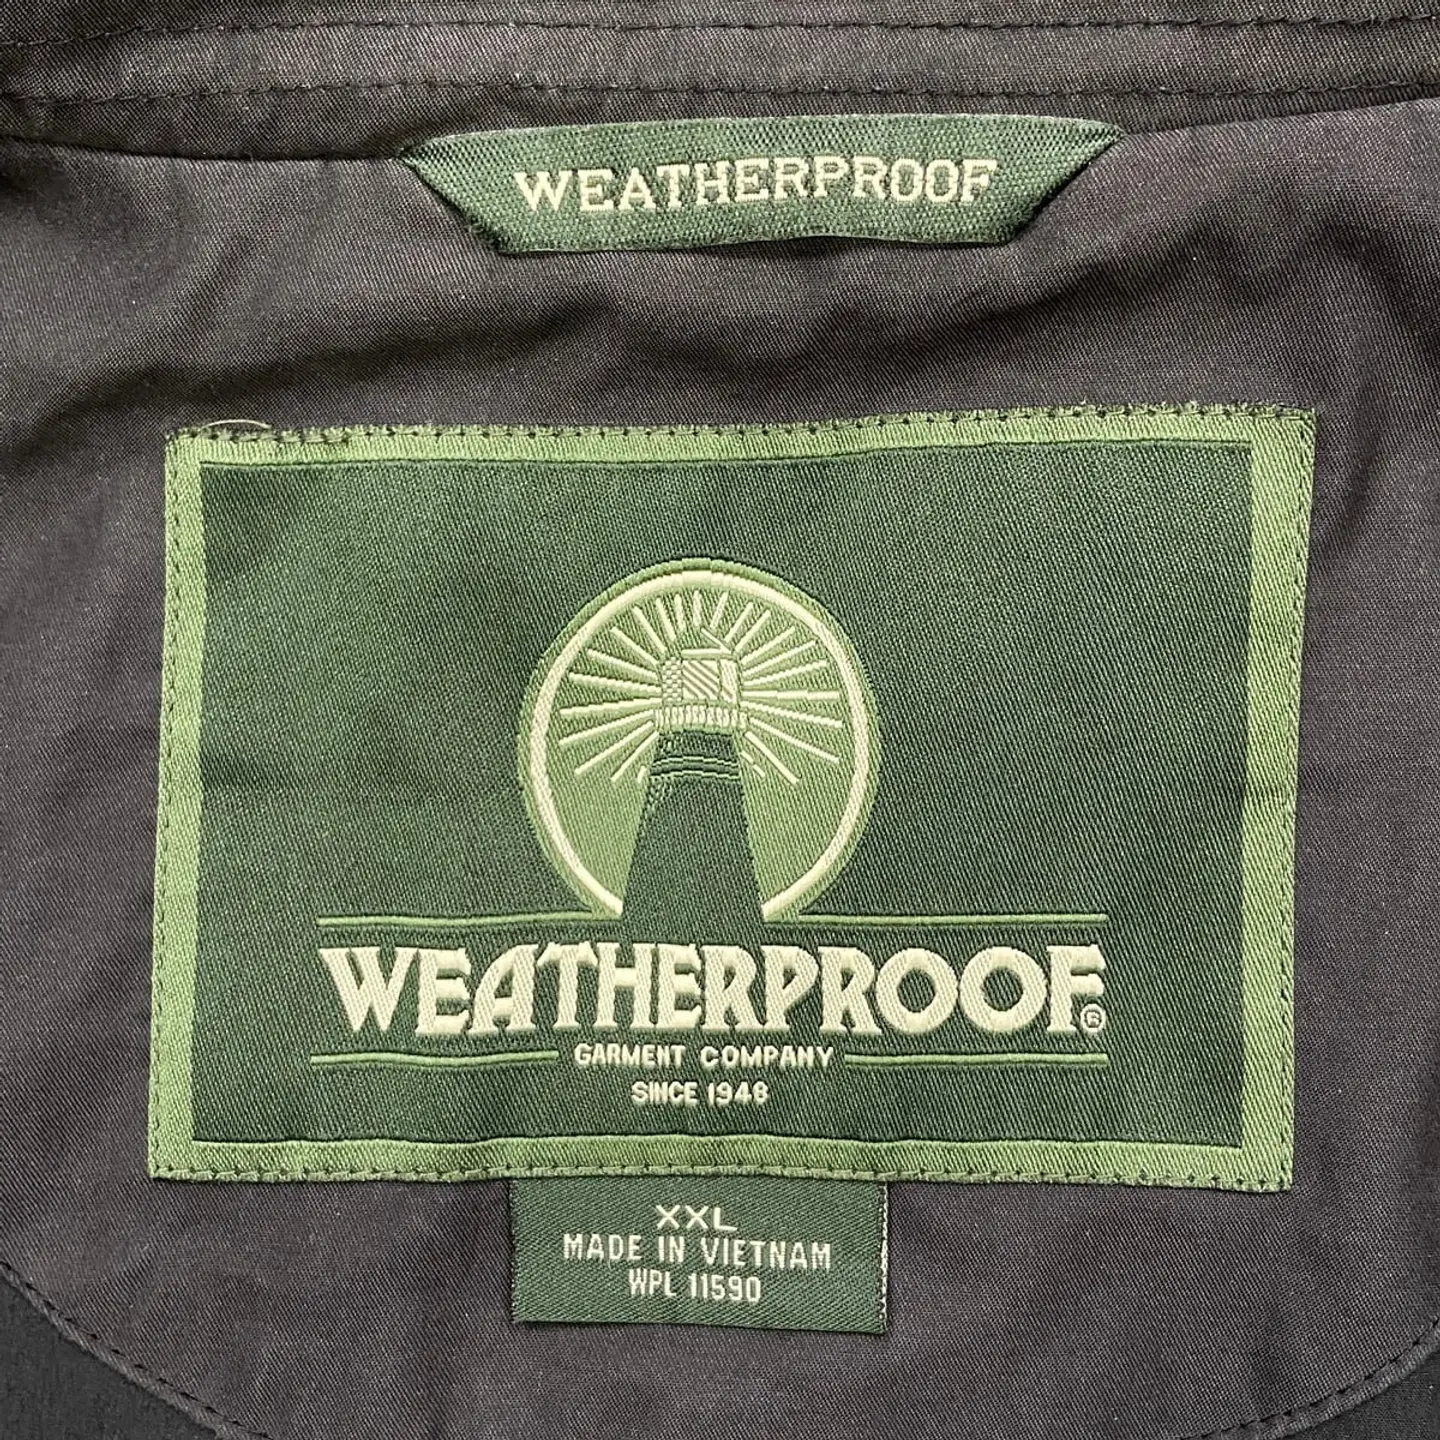 WEATHERPROOF
WEATHERPROOF®
GARMENT COMPANY
SINCE 1948
XXL
MADE IN VIETNAM
WPL 11590